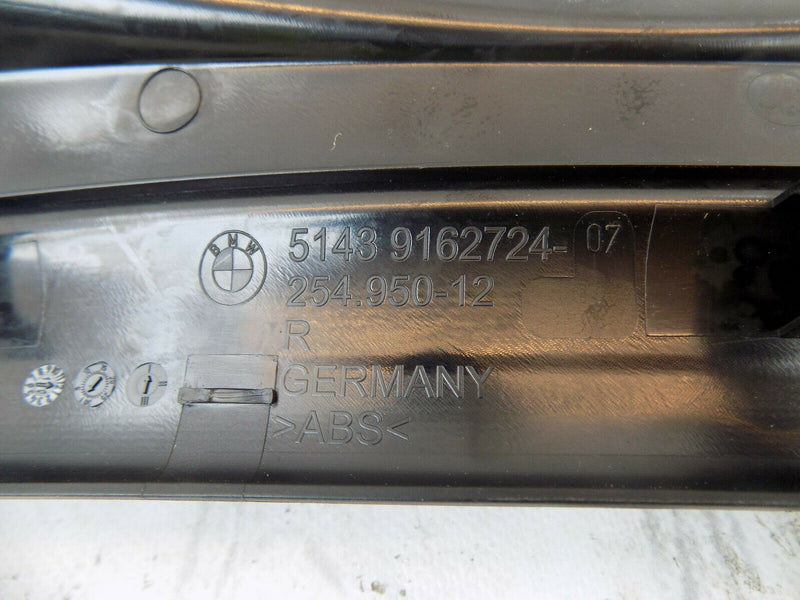 BMW
5143 9162724-07
254.950-12
R
GERMANY
>ABS<